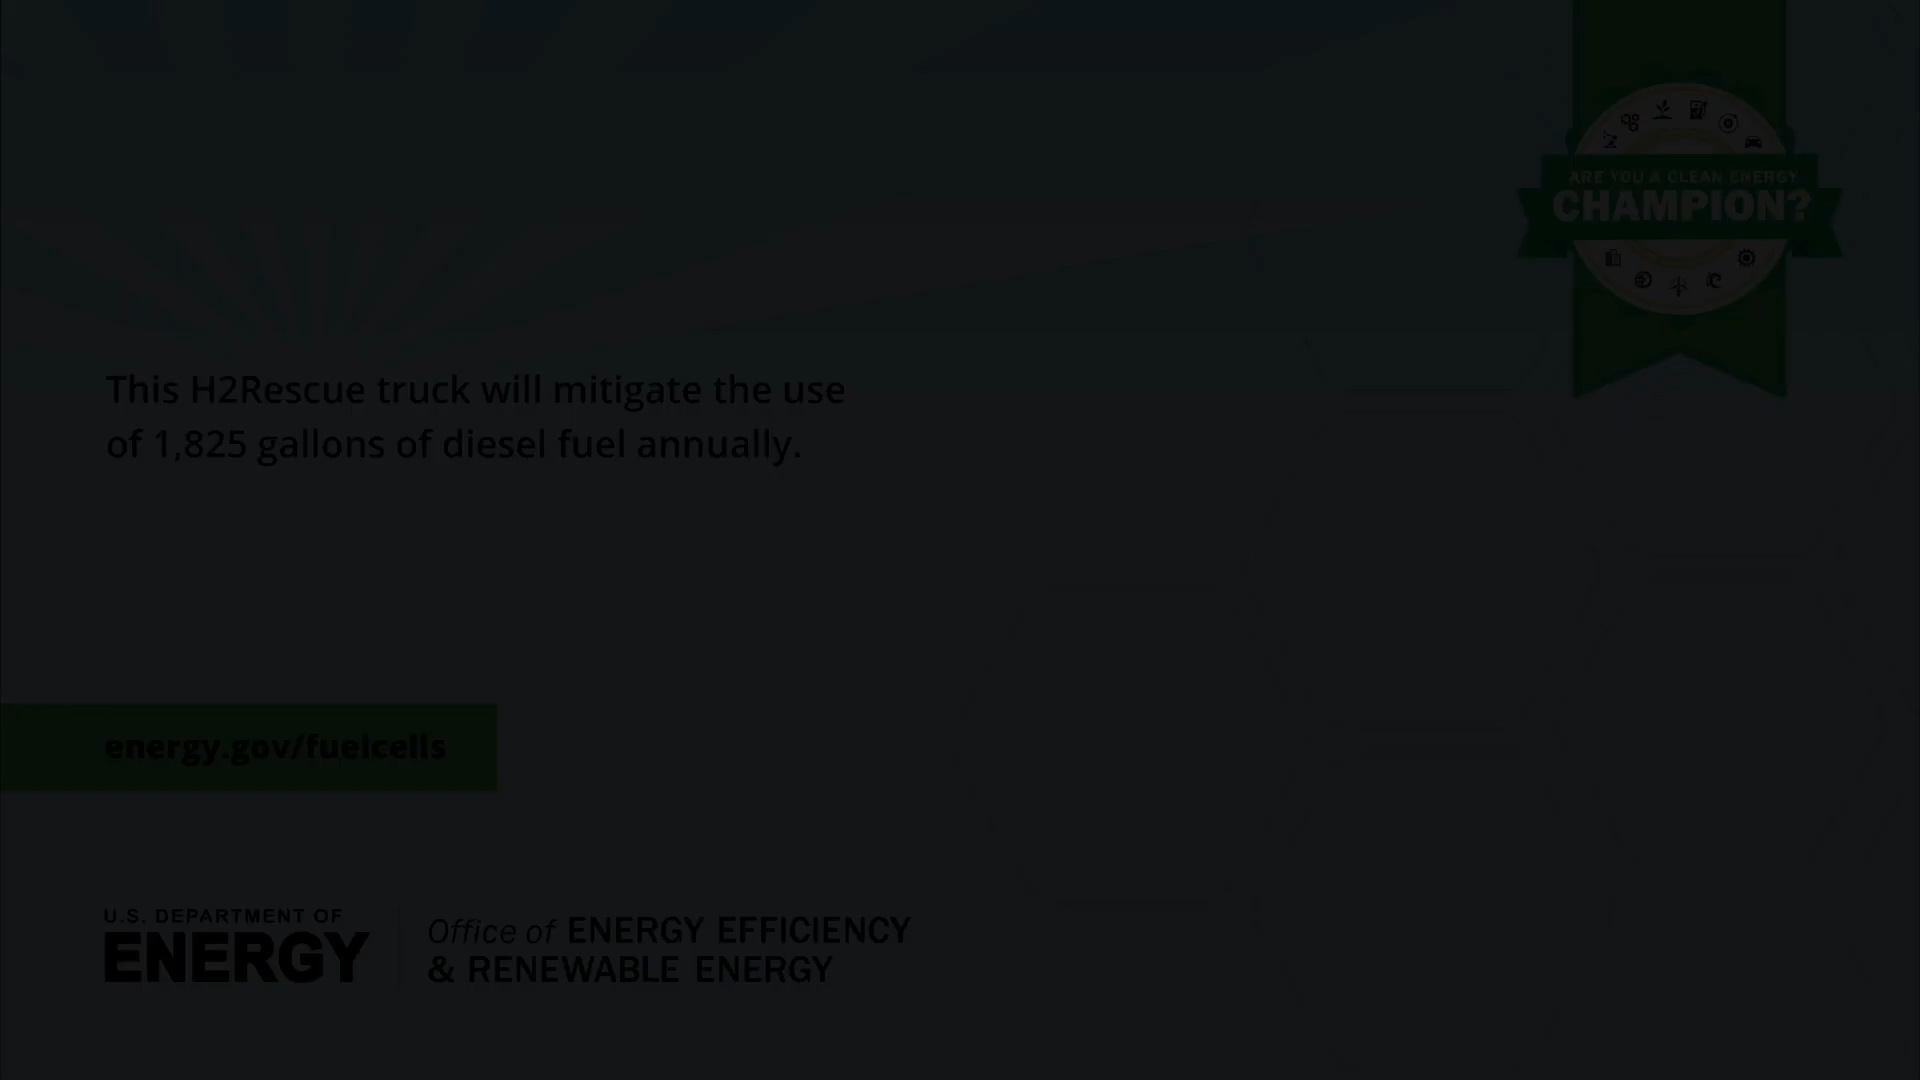 ARE YOU A CLEAN ENERGY
CHAMPION?
This H2Rescue truck will mitigate the use
of 1,825 gallons of diesel fuel annually.
energy.gov/fuelcells
U.S. DEPARTMENT OF
ENERGY
Office of ENERGY EFFICIENCY
& RENEWABLE ENERGY